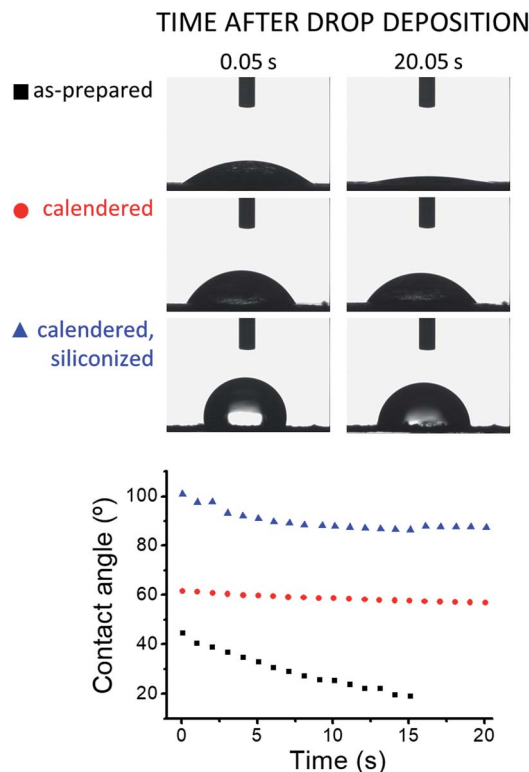 TIME AFTER DROP DEPOSITION
0.05 s 20.05 s
as-prepared
calendered
calendered,
siliconized
100
80
60
40
20
Contact angle (º)
0 5 10 15 20
Time (s)